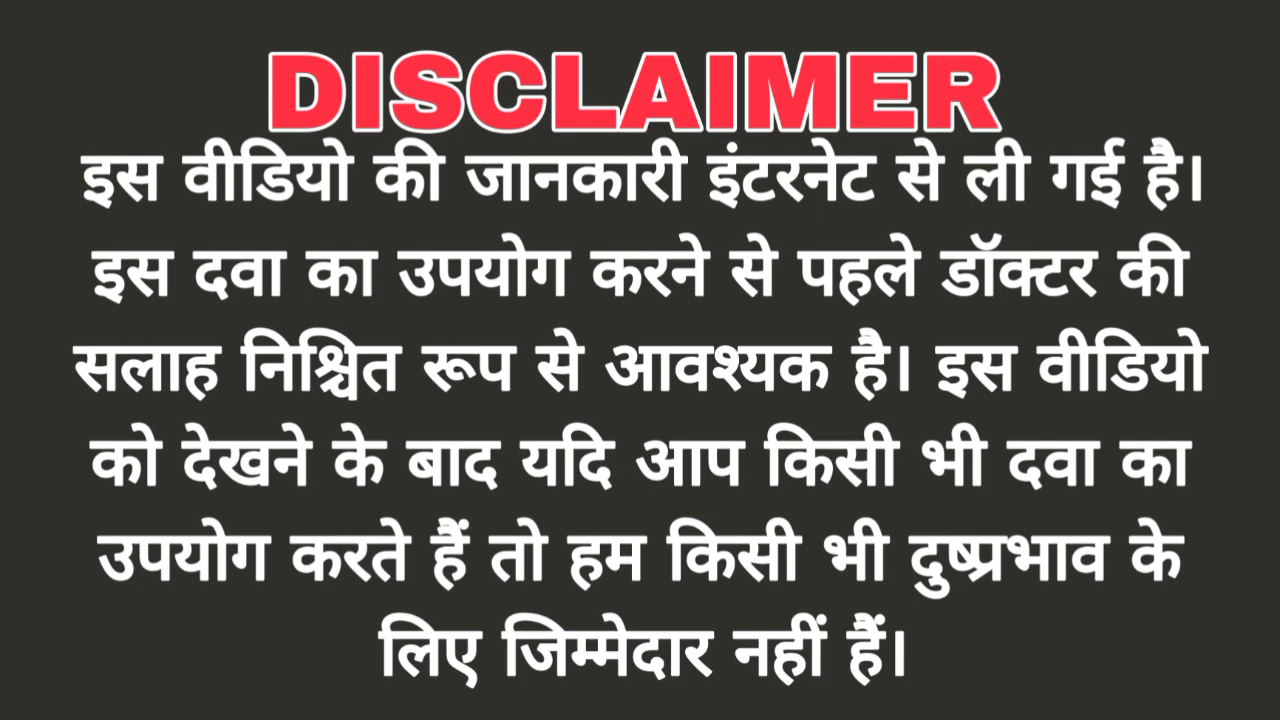 DISCLAIMER
इस वीडियो की जानकारी इंटरनेट से ली गई है।
इस दवा का उपयोग करने से पहले डॉक्टर की
सलाह निश्चित रूप से आवश्यक है। इस वीडियो
को देखने के बाद यदि आप किसी भी दवा का
उपयोग करते हैं तो हम किसी भी दुष्प्रभाव के
लिए जिम्मेदार नहीं हैं।